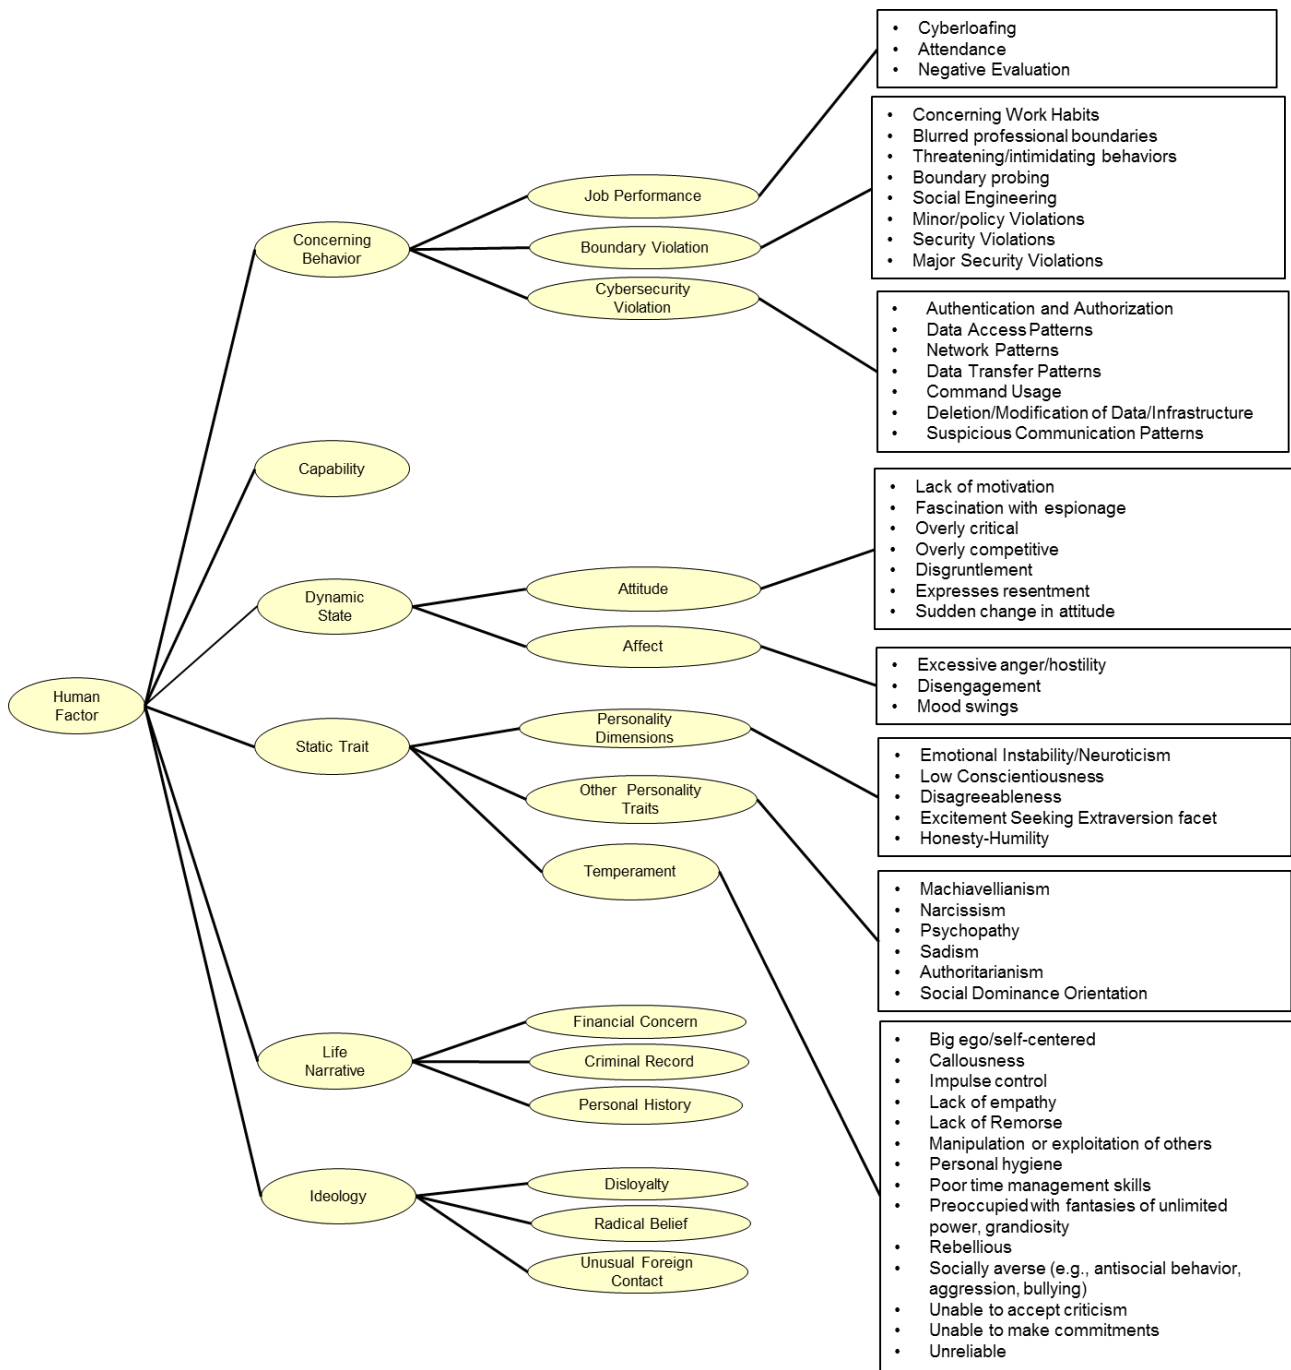 Human
Factor
Concerning
Behavior
Job Performance
• Cyberloafing
• Attendance
• Negative Evaluation
Boundary Violation
• Concerning Work Habits
• Blurred professional boundaries
• Threatening/intimidating behaviors
• Boundary probing
• Social Engineering
• Minor/policy Violations
• Security Violations
• Major Security Violations
Cybersecurity
Violation
• Authentication and Authorization
• Data Access Patterns
• Network Patterns
• Data Transfer Patterns
• Command Usage
• Deletion/Modification of Data/Infrastructure
• Suspicious Communication Patterns
Capability
Dynamic
State
Attitude
• Lack of motivation
• Fascination with espionage
• Overly critical
• Overly competitive
• Disgruntlement
• Expresses resentment
• Sudden change in attitude
Affect
• Excessive anger/hostility
• Disengagement
• Mood swings
Static Trait
Personality
Dimensions
• Emotional Instability/Neuroticism
• Low Conscientiousness
• Disagreeableness
• Excitement Seeking Extraversion facet
• Honesty-Humility
Other Personality
Traits
• Machiavellianism
• Narcissism
• Psychopathy
• Sadism
• Authoritarianism
• Social Dominance Orientation
Temperament
• Big ego/self-centered
• Callousness
• Impulse control
• Lack of empathy
• Lack of Remorse
• Manipulation or exploitation of others
• Personal hygiene
• Poor time management skills
• Preoccupied with fantasies of unlimited
power, grandiosity
• Rebellious
• Socially averse (e.g., antisocial behavior,
aggression, bullying)
• Unable to accept criticism
• Unable to make commitments
• Unreliable
Life
Narrative
Financial Concern
Criminal Record
Personal History
Ideology
Disloyalty
Radical Belief
Unusual Foreign
Contact